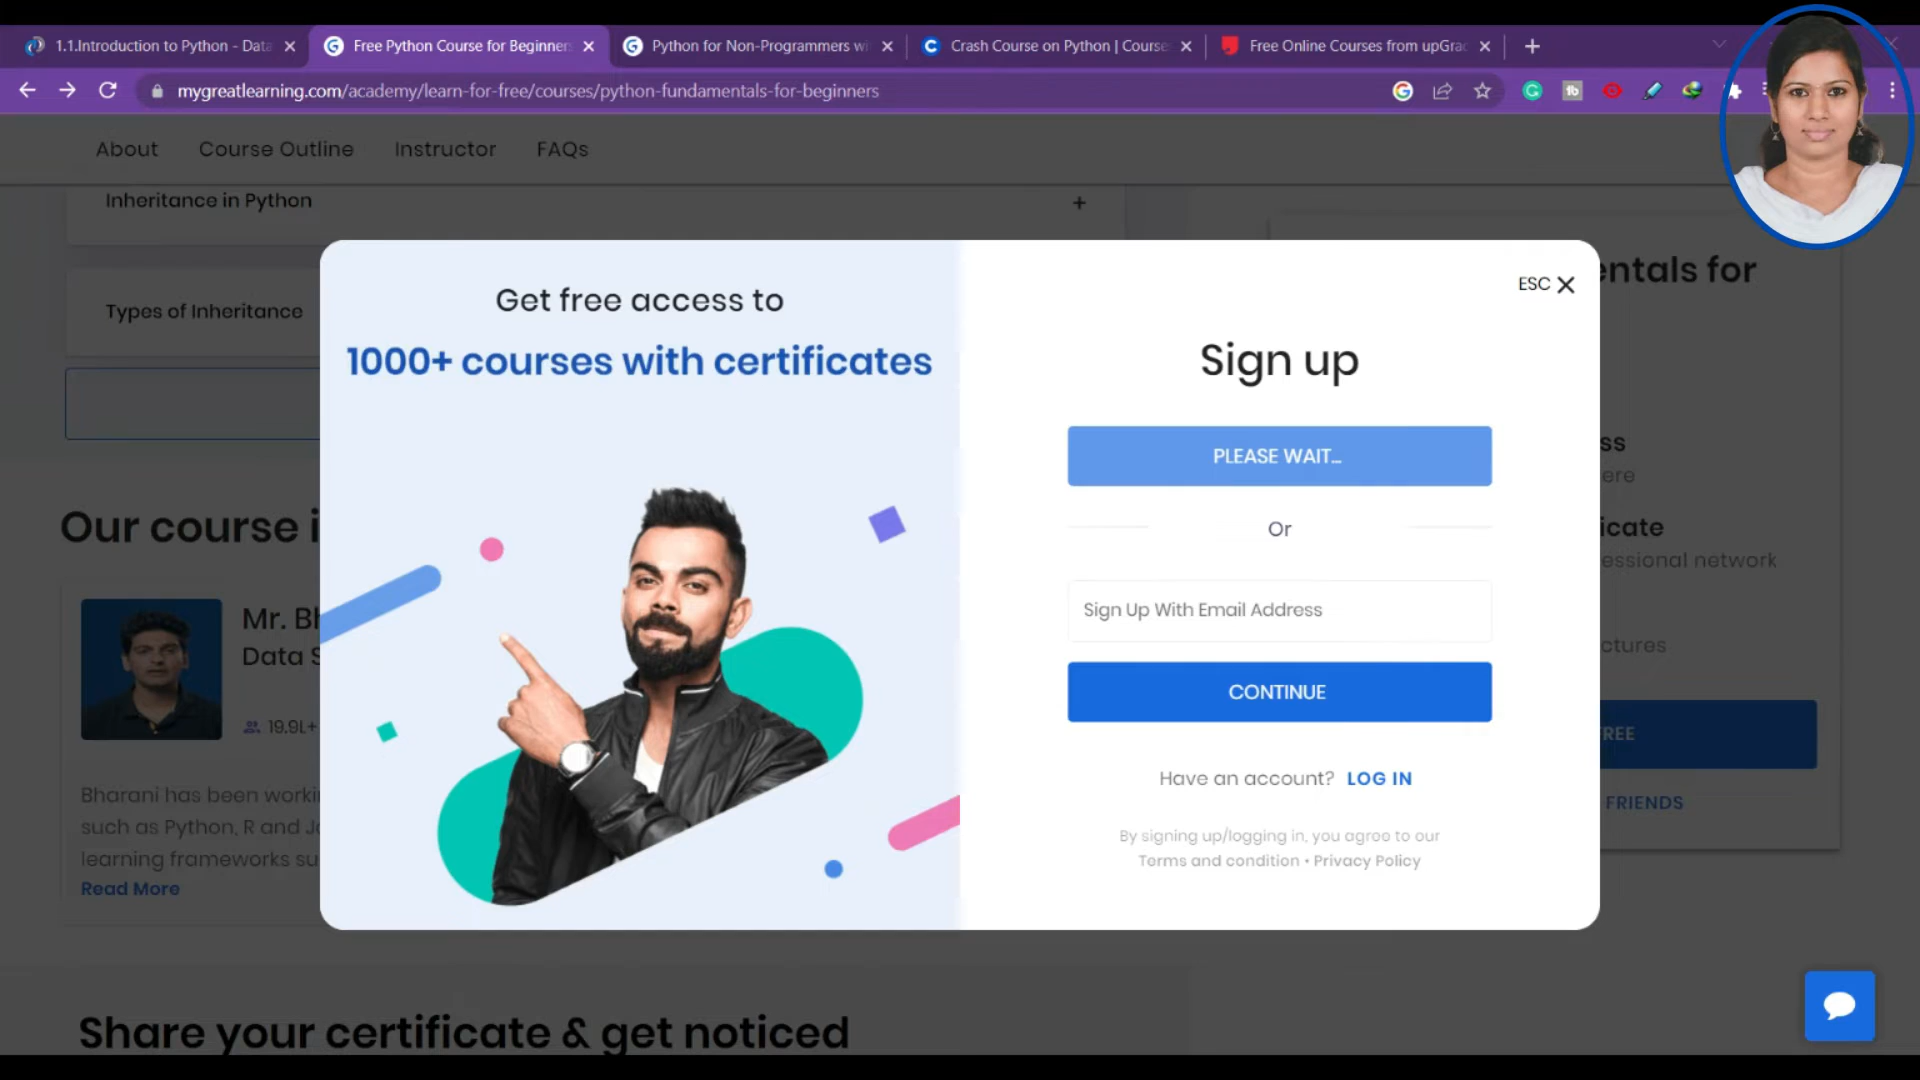 1.1.Introduction to Python - Data
Free Python Course for Beginners
Python for Non-Programmers wi
Crash Course on Python | Course
Free Online Courses from upGra
mygreatlearning.com/academy/learn-for-free/courses/python-fundamentals-for-beginners
About
Course Outline
Instructor
FAQs
Inheritance in Python
+
entals for
ESC
Get free access to
1000+ courses with certificates
Types of Inheritance
Sign up
ss
PLEASE WAIT...
ere
Our course i
Or
icate
essional network
Sign Up With Email Address
Mr. Bh
Data S
ctures
CONTINUE
19.9L+
FREE
Have an account? LOG IN
FRIENDS
Bharani has been workin
such as Python, R and Ja
learning frameworks su
Read More
By signing up/logging in, you agree to our
Terms and condition • Privacy Policy
Share your certificate & get noticed